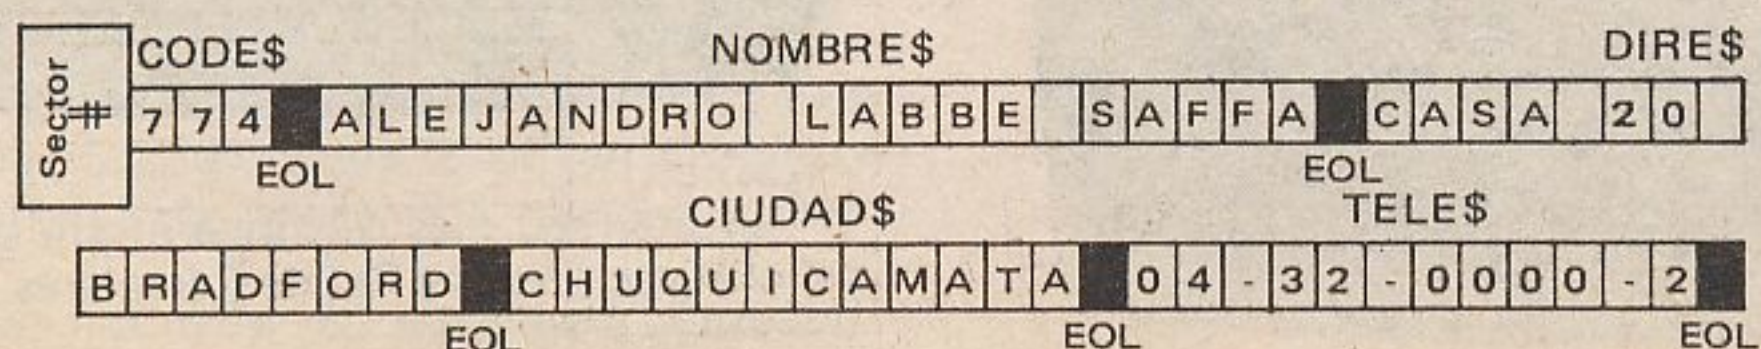 CODE$ NOMBRE$ DIRE$
Sector #
774 ALEJANDRO LABBE SAFFA CASA 20
EOL EOL
CIUDAD$ TELE$
BRADFORD CHUQUICAMATA 04-32-0000-2
EOL EOL EOL